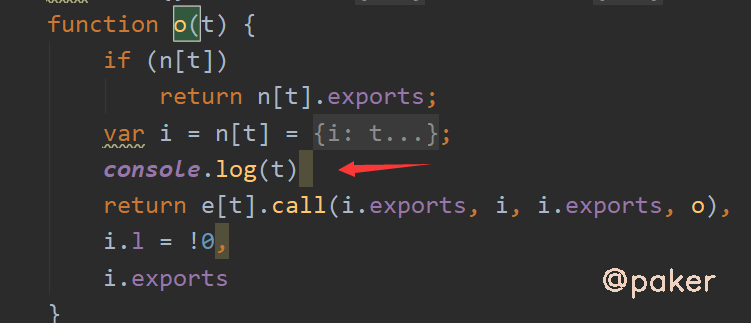 function o(t) {
if (n[t])
return n[t].exports;
var i = n[t] = {i: t...};
console.log(t)
return e[t].call(i.exports, i, i.exports, o),
i.l = !0,
i.exports
@paker
}